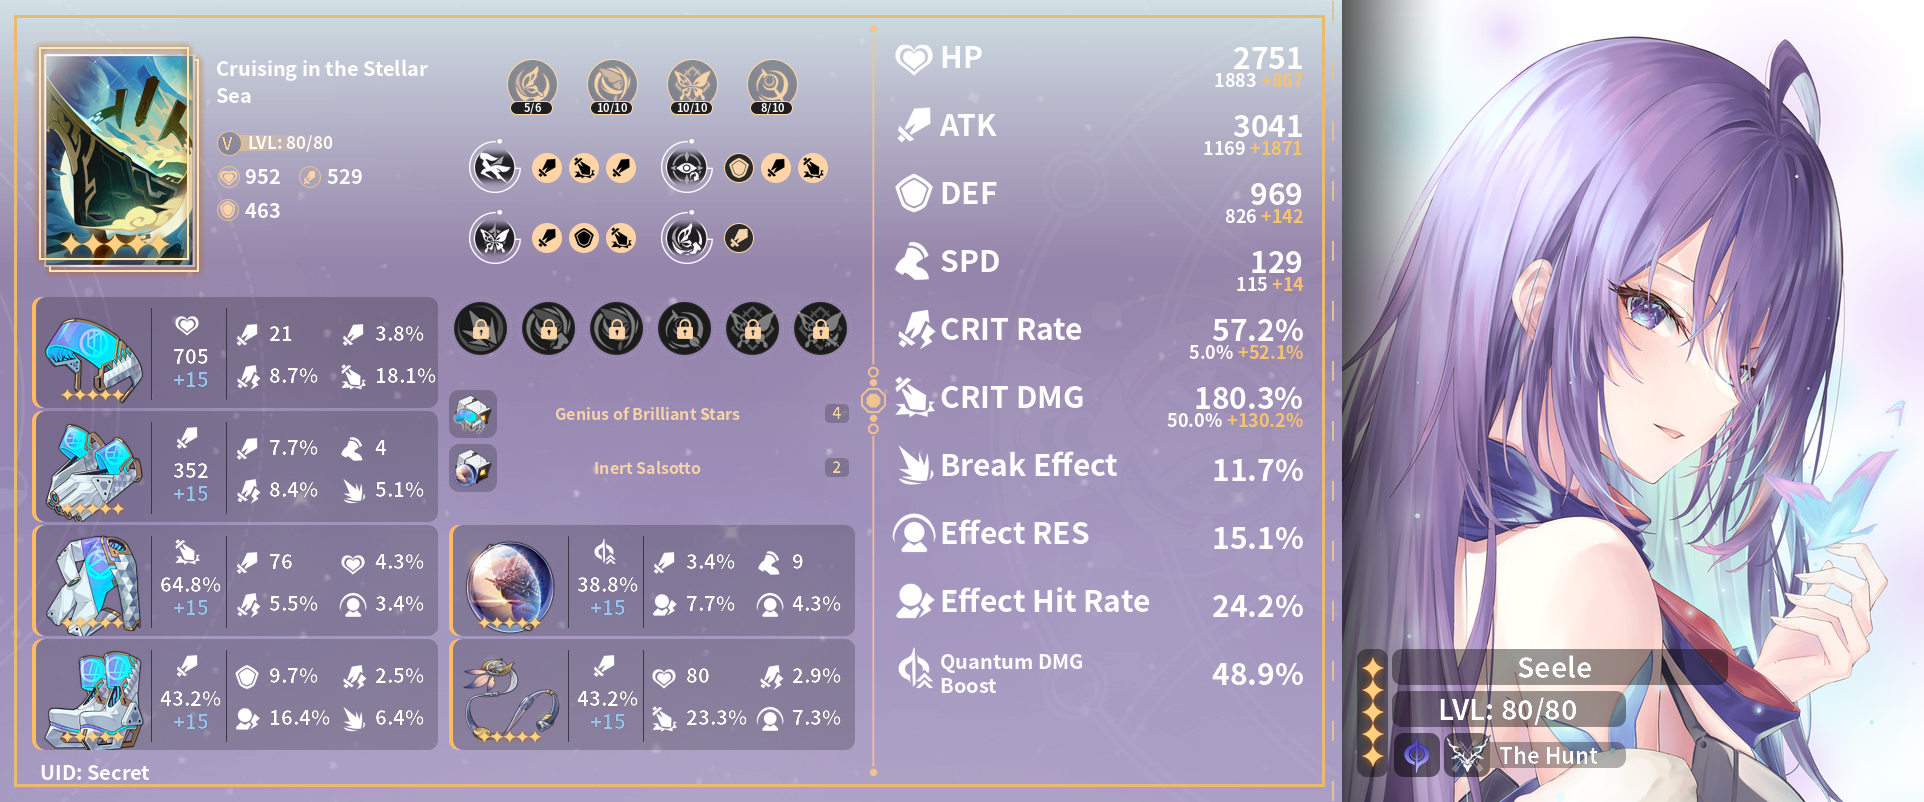 Cruising in the Stellar
Sea
V LVL: 80/80
952 529
463
5/6 10/10 10/10 8/10
705
+15
21 3.8%
8.7% 18.1%
352
+15
7.7% 4
8.4% 5.1%
64.8%
+15
76 4.3%
5.5% 3.4%
43.2%
+15
9.7% 2.5%
16.4% 6.4%
UID: Secret
Genius of Brilliant Stars 4
Inert Salsotto 2
38.8%
+15
3.4% 9
7.7% 4.3%
43.2%
+15
80 2.9%
23.3% 7.3%
HP 2751
1883 +867
ATK 3041
1169 +1871
DEF 969
826 +142
SPD 129
115 +14
CRIT Rate 57.2%
5.0% +52.1%
CRIT DMG 180.3%
50.0% +130.2%
Break Effect 11.7%
Effect RES 15.1%
Effect Hit Rate 24.2%
Quantum DMG
Boost 48.9%
Seele
LVL: 80/80
The Hunt